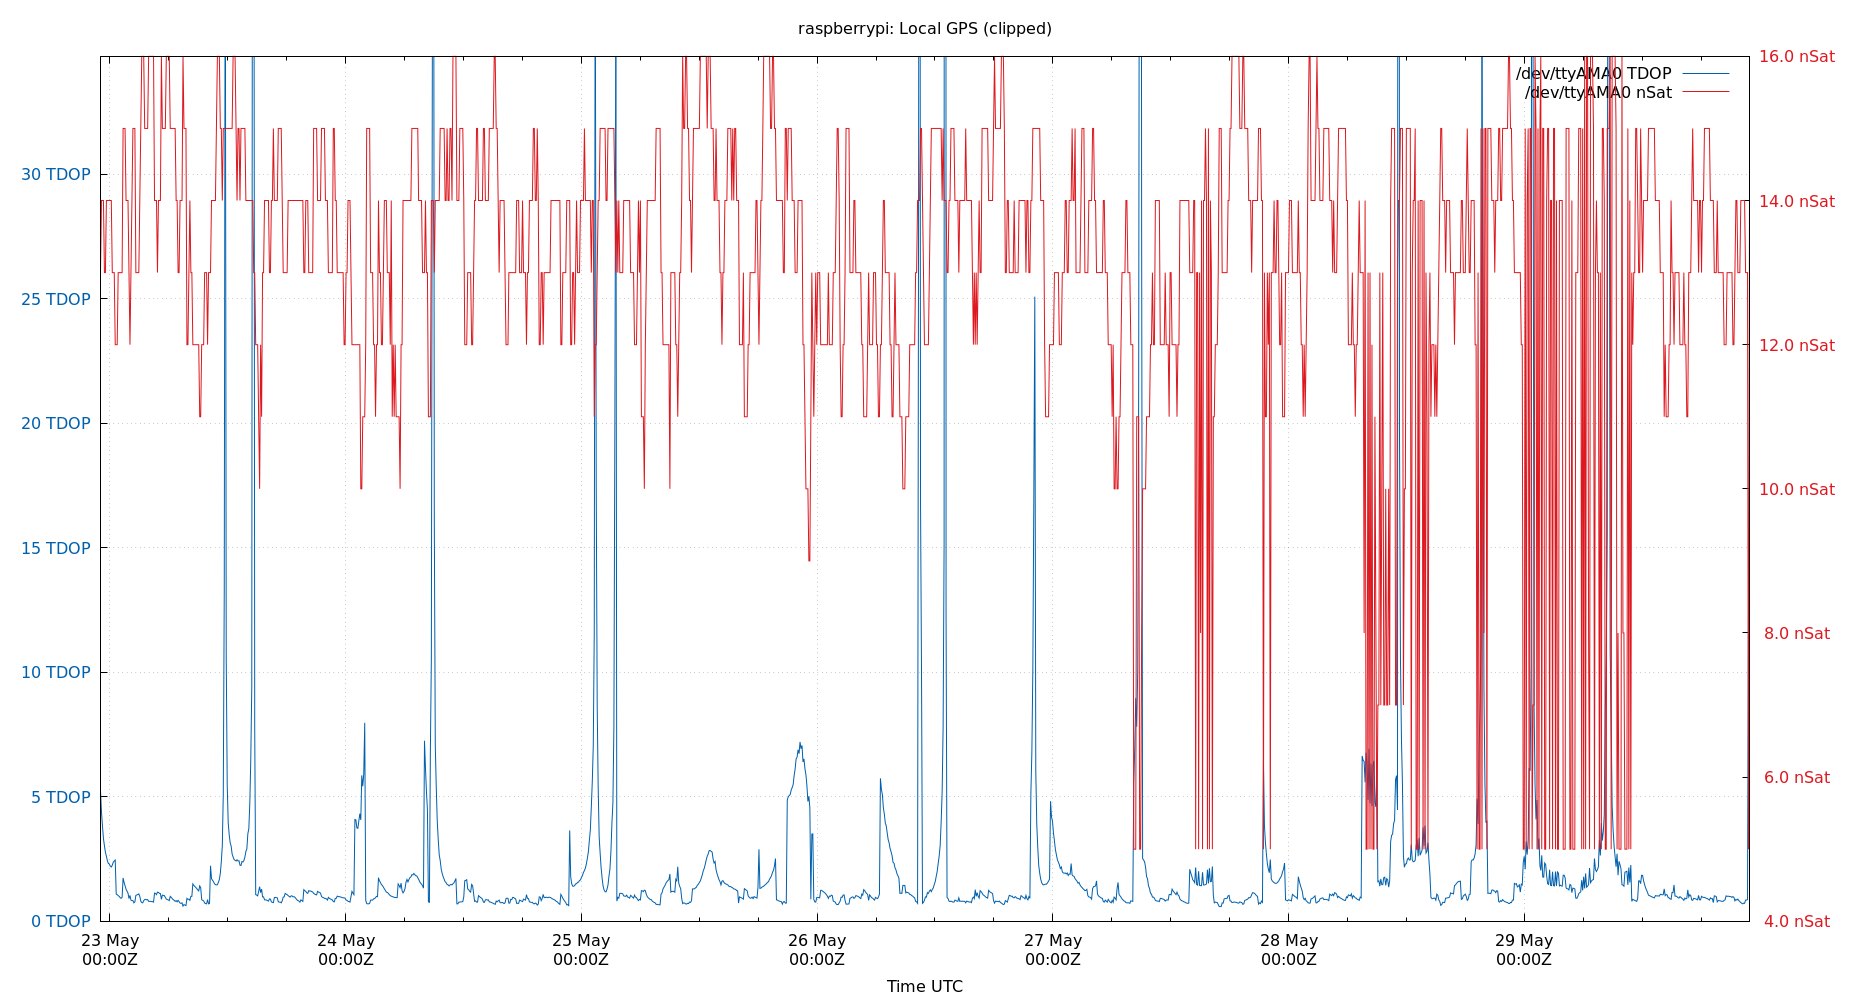 raspberrypi: Local GPS (clipped)
/dev/ttyAMA0 TDOP
/dev/ttyAMA0 nSat
30 TDOP
25 TDOP
20 TDOP
15 TDOP
10 TDOP
5 TDOP
0 TDOP
16.0 nSat
14.0 nSat
12.0 nSat
10.0 nSat
8.0 nSat
6.0 nSat
4.0 nSat
23 May
00:00Z
24 May
00:00Z
25 May
00:00Z
26 May
00:00Z
27 May
00:00Z
28 May
00:00Z
29 May
00:00Z
Time UTC